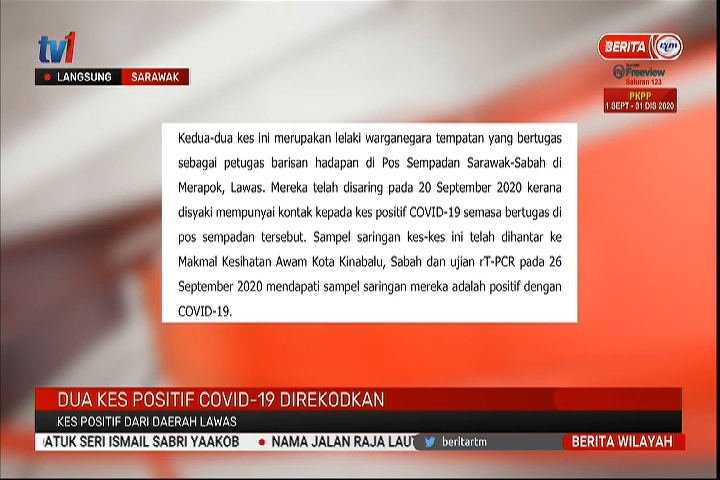 tv1
LANGSUNG SARAWAK
BERITA rtm
Freeview
Saluran 123
PKPP
1 SEPT - 31 DIS 2020
Kedua-dua kes ini merupakan lelaki warganegara tempatan yang bertugas
sebagai petugas barisan hadapan di Pos Sempadan Sarawak-Sabah di
Merapok, Lawas. Mereka telah disaring pada 20 September 2020 kerana
disyaki mempunyai kontak kepada kes positif COVID-19 semasa bertugas di
pos sempadan tersebut. Sampel saringan kes-kes ini telah dihantar ke
Makmal Kesihatan Awam Kota Kinabalu, Sabah dan ujian rT-PCR pada 26
September 2020 mendapati sampel saringan mereka adalah positif dengan
COVID-19.
DUA KES POSITIF COVID-19 DIREKODKAN
KES POSITIF DARI DAERAH LAWAS
ATUK SERI ISMAIL SABRI YAAKOB • NAMA JALAN RAJA LAUT beritartm BERITA WILAYAH